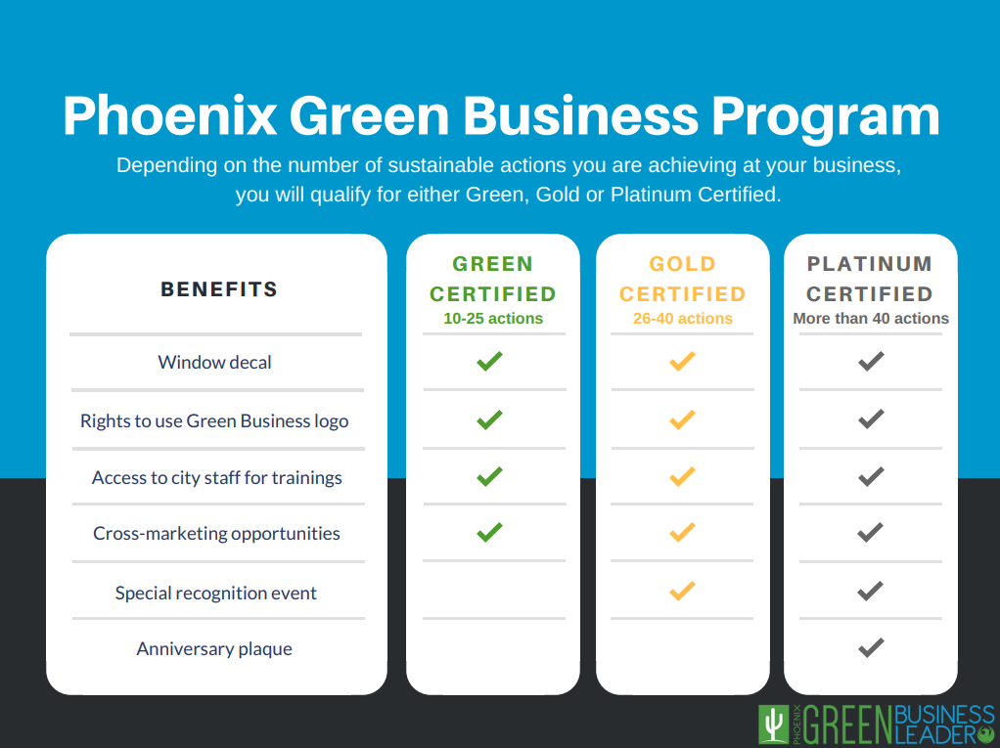 Phoenix Green Business Program
Depending on the number of sustainable actions you are achieving at your business,
you will qualify for either Green, Gold or Platinum Certified.
BENEFITS
GREEN
CERTIFIED
10-25 actions
GOLD
CERTIFIED
26-40 actions
PLATINUM
CERTIFIED
More than 40 actions
Window decal
Rights to use Green Business logo
Access to city staff for trainings
Cross-marketing opportunities
Special recognition event
Anniversary plaque
PHOENIX
GREEN
BUSINESS
LEADER